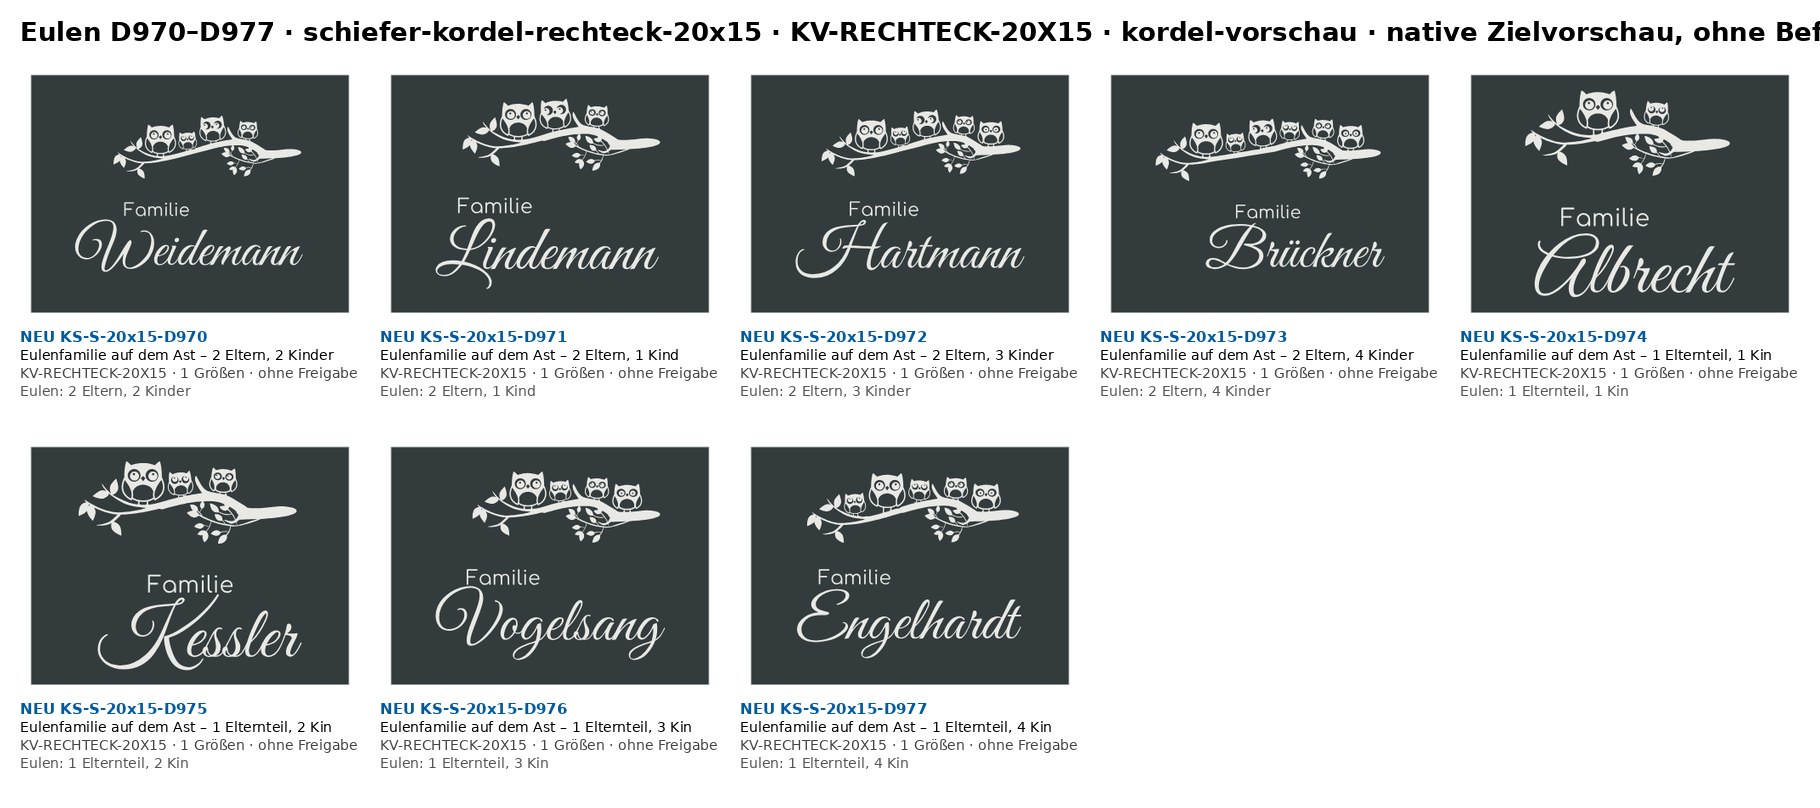 Eulen D970–D977 · schiefer-kordel-rechteck-20x15 · KV-RECHTECK-20X15 · kordel-vorschau · native Zielvorschau, ohne
Familie
Weidemann
NEU KS-S-20x15-D970
Eulenfamilie auf dem Ast – 2 Eltern, 2 Kinder
KV-RECHTECK-20X15 · 1 Größen · ohne Freigabe
Eulen: 2 Eltern, 2 Kinder
Familie
Lindemann
NEU KS-S-20x15-D971
Eulenfamilie auf dem Ast – 2 Eltern, 1 Kind
KV-RECHTECK-20X15 · 1 Größen · ohne Freigabe
Eulen: 2 Eltern, 1 Kind
Familie
Hartmann
NEU KS-S-20x15-D972
Eulenfamilie auf dem Ast – 2 Eltern, 3 Kinder
KV-RECHTECK-20X15 · 1 Größen · ohne Freigabe
Eulen: 2 Eltern, 3 Kinder
Familie
Brückner
NEU KS-S-20x15-D973
Eulenfamilie auf dem Ast – 2 Eltern, 4 Kinder
KV-RECHTECK-20X15 · 1 Größen · ohne Freigabe
Eulen: 2 Eltern, 4 Kinder
Familie
Albrecht
NEU KS-S-20x15-D974
Eulenfamilie auf dem Ast – 1 Elternteil, 1 Kin
KV-RECHTECK-20X15 · 1 Größen · ohne Freigabe
Eulen: 1 Elternteil, 1 Kin
Familie
Kessler
NEU KS-S-20x15-D975
Eulenfamilie auf dem Ast – 1 Elternteil, 2 Kin
KV-RECHTECK-20X15 · 1 Größen · ohne Freigabe
Eulen: 1 Elternteil, 2 Kin
Familie
Vogelsang
NEU KS-S-20x15-D976
Eulenfamilie auf dem Ast – 1 Elternteil, 3 Kin
KV-RECHTECK-20X15 · 1 Größen · ohne Freigabe
Eulen: 1 Elternteil, 3 Kin
Familie
Engelhardt
NEU KS-S-20x15-D977
Eulenfamilie auf dem Ast – 1 Elternteil, 4 Kin
KV-RECHTECK-20X15 · 1 Größen · ohne Freigabe
Eulen: 1 Elternteil, 4 Kin